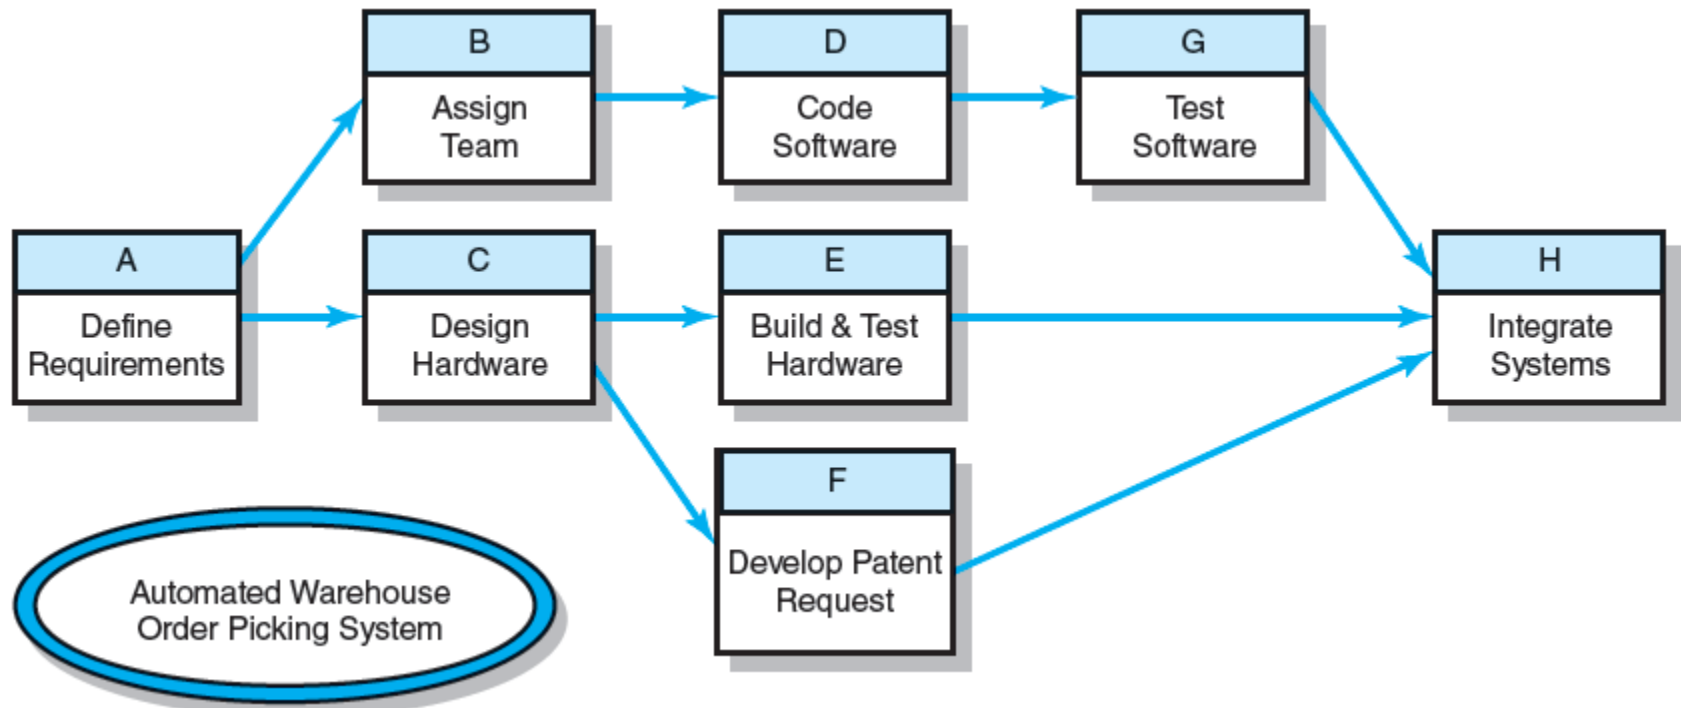 B
Assign
Team
D
Code
Software
G
Test
Software
A
Define
Requirements
C
Design
Hardware
E
Build & Test
Hardware
H
Integrate
Systems
F
Develop Patent
Request
Automated Warehouse
Order Picking System